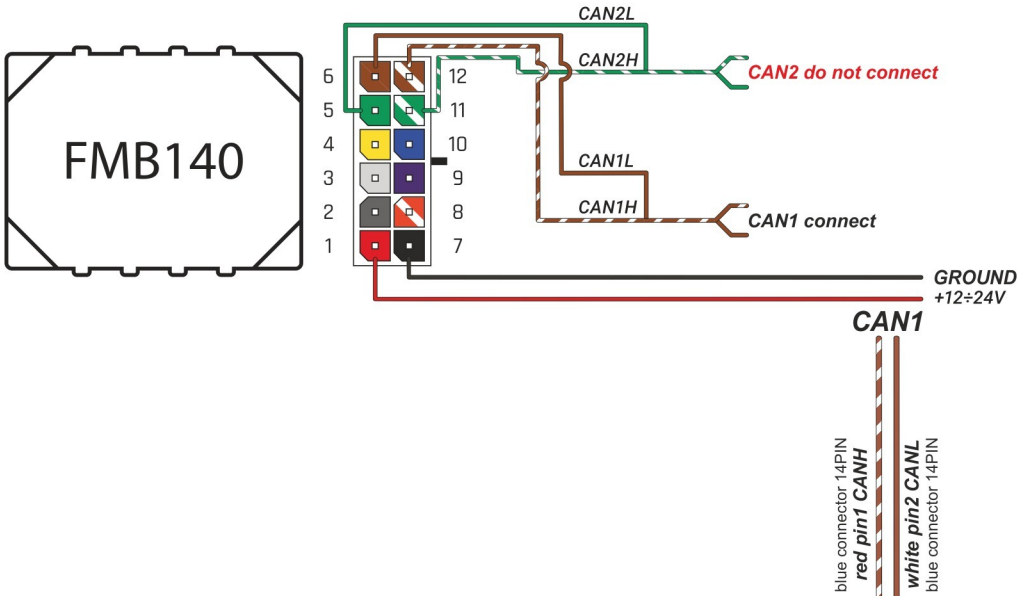 CAN2L
CAN2H
CAN2 do not connect
6 12
5 11
4 10
3 9
2 8
1 7
FMB140
CAN1L
CAN1H
CAN1 connect
GROUND
+12÷24V
CAN1
blue connector 14PIN
red pin1 CANH
white pin2 CANL
blue connector 14PIN